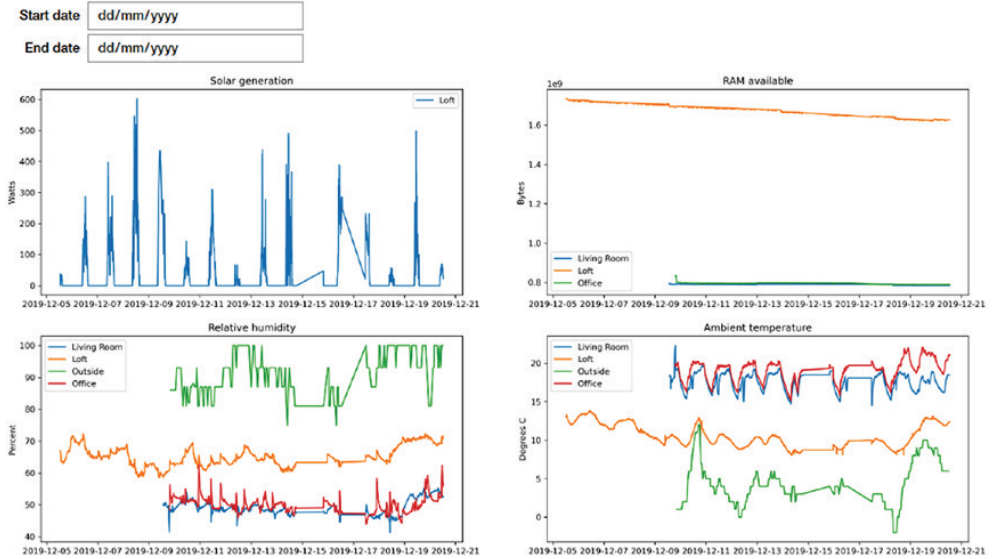 Start date dd/mm/yyyy
End date dd/mm/yyyy
Solar generation
Loft
600
500
400
300
200
100
0
Watts
2019-12-05 2019-12-07 2019-12-09 2019-12-11 2019-12-13 2019-12-15 2019-12-17 2019-12-19 2019-12-21
RAM available
1e9
1.6
1.4
1.2
1.0
0.8
Bytes
Living Room
Loft
Office
2019-12-05 2019-12-07 2019-12-09 2019-12-11 2019-12-13 2019-12-15 2019-12-17 2019-12-19 2019-12-21
Relative humidity
Living Room
Loft
Outside
Office
100
90
80
70
60
50
40
Percent
2019-12-05 2019-12-07 2019-12-09 2019-12-11 2019-12-13 2019-12-15 2019-12-17 2019-12-19 2019-12-21
Ambient temperature
Living Room
Loft
Outside
Office
20
15
10
5
0
Degrees C
2019-12-05 2019-12-07 2019-12-09 2019-12-11 2019-12-13 2019-12-15 2019-12-17 2019-12-19 2019-12-21